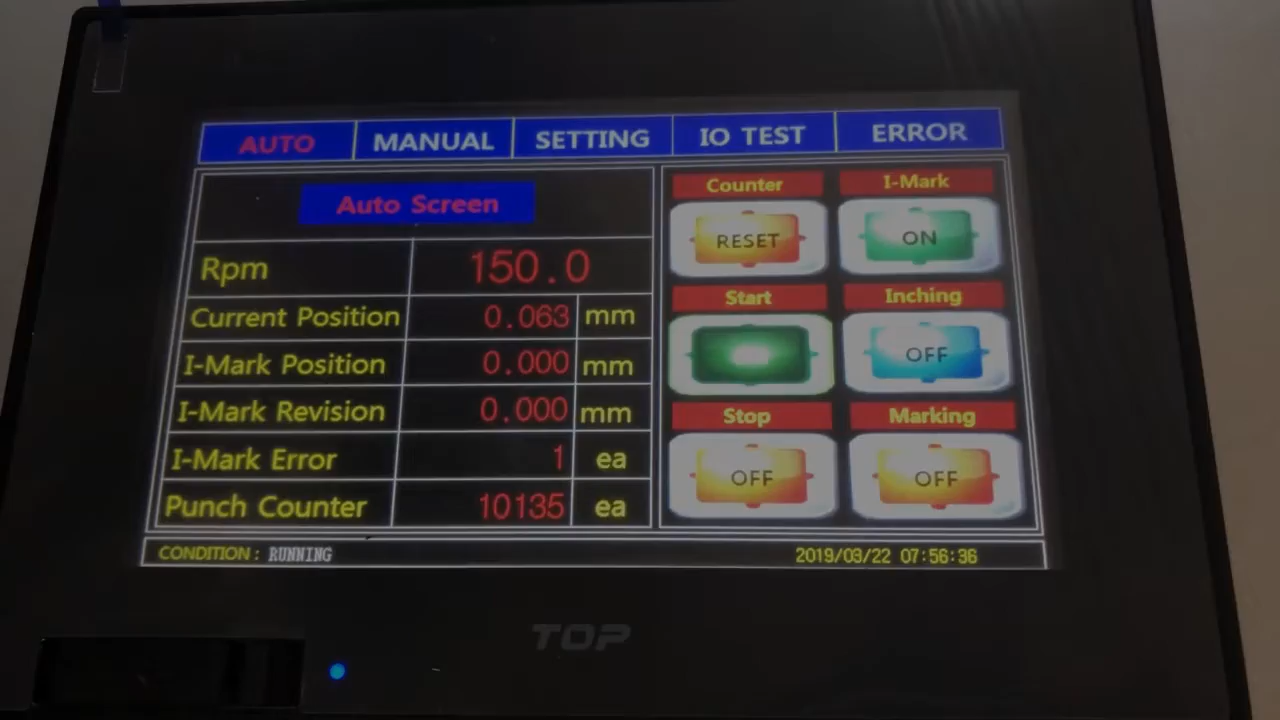 AUTO MANUAL SETTING IO TEST ERROR
Auto Screen
Rpm 150.0
Current Position 0.063 mm
I-Mark Position 0.000 mm
I-Mark Revision 0.000 mm
I-Mark Error 1 ea
Punch Counter 10135 ea
Counter I-Mark
RESET ON
Start Inching
OFF
Stop Marking
OFF OFF
CONDITION : RUNNING 2019/03/22 07:56:36
TOP